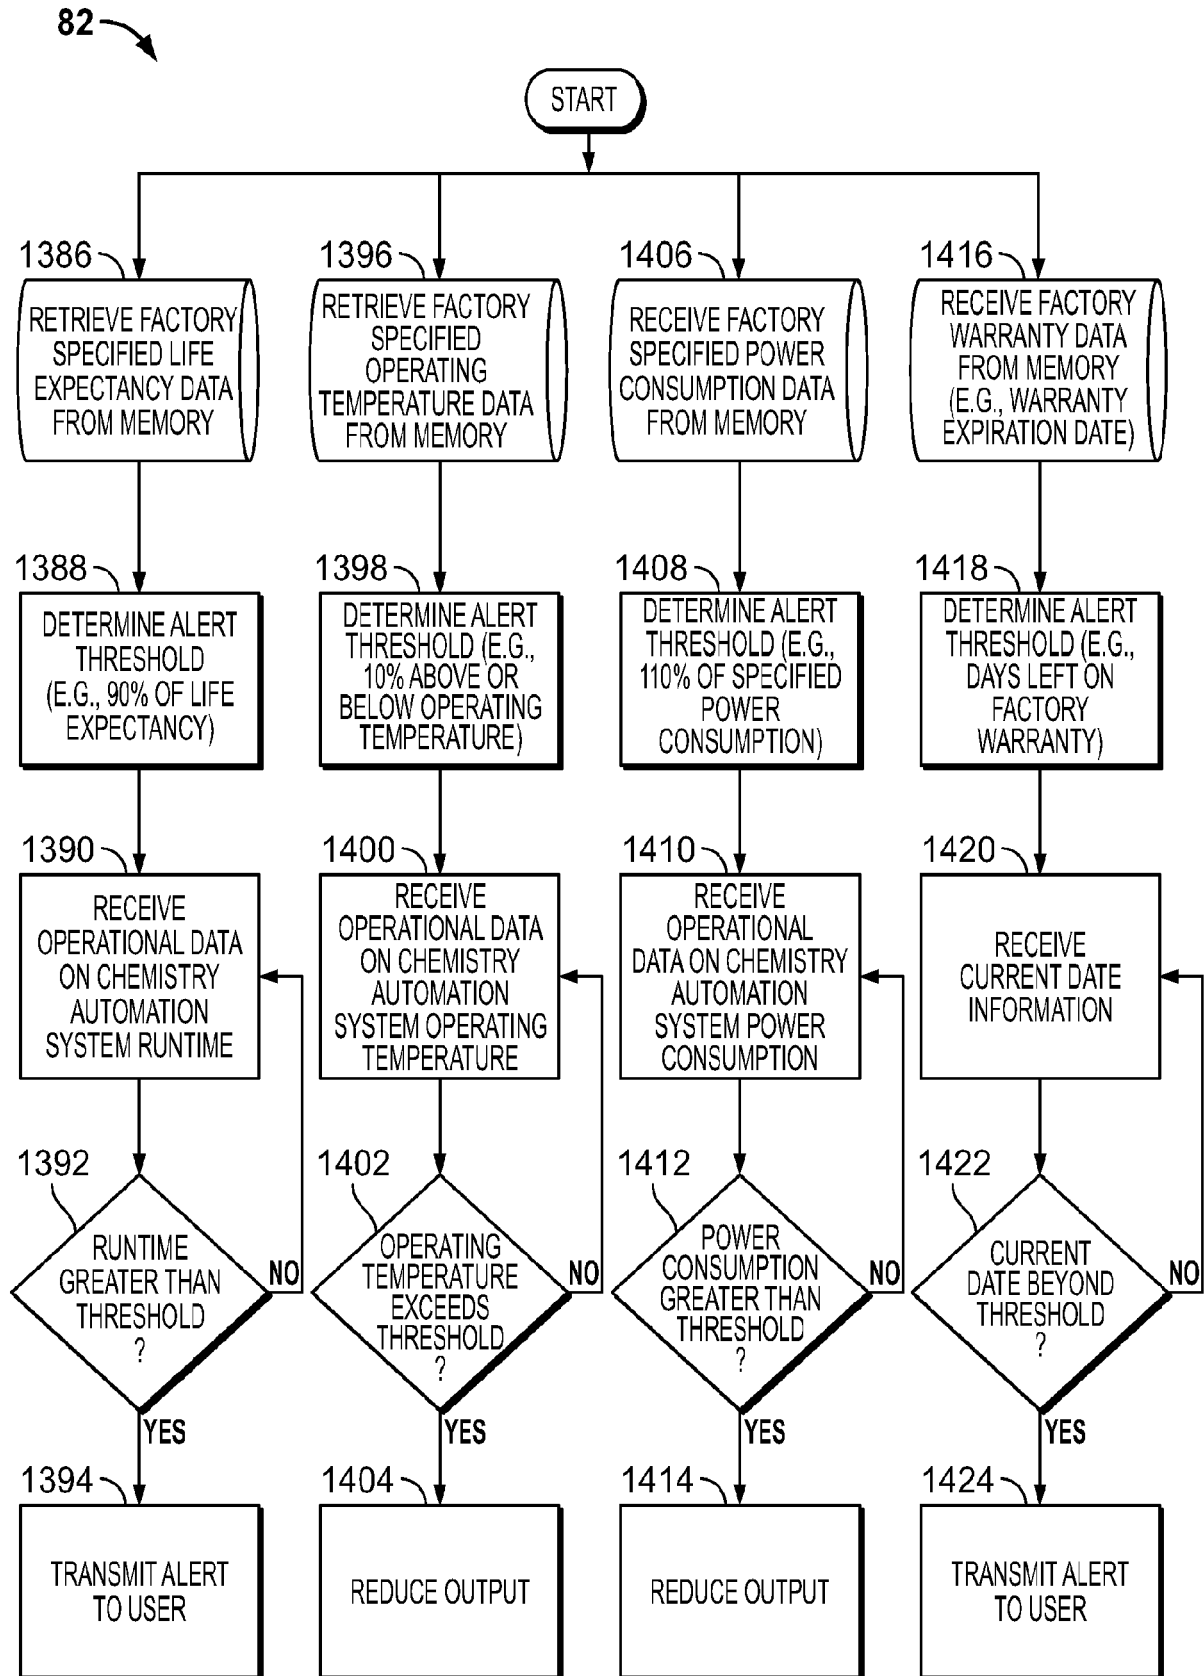 82
START
1386
RETRIEVE FACTORY
SPECIFIED LIFE
EXPECTANCY DATA
FROM MEMORY
1396
RETRIEVE FACTORY
SPECIFIED
OPERATING
TEMPERATURE DATA
FROM MEMORY
1406
RECEIVE FACTORY
SPECIFIED POWER
CONSUMPTION DATA
FROM MEMORY
1416
RECEIVE FACTORY
WARRANTY DATA
FROM MEMORY
(E.G., WARRANTY
EXPIRATION DATE)
1388
DETERMINE ALERT
THRESHOLD
(E.G., 90% OF LIFE
EXPECTANCY)
1398
DETERMINE ALERT
THRESHOLD (E.G.,
10% ABOVE OR
BELOW OPERATING
TEMPERATURE)
1408
DETERMINE ALERT
THRESHOLD (E.G.,
110% OF SPECIFIED
POWER
CONSUMPTION)
1418
DETERMINE ALERT
THRESHOLD (E.G.,
DAYS LEFT ON
FACTORY
WARRANTY)
1390
RECEIVE
OPERATIONAL DATA
ON CHEMISTRY
AUTOMATION
SYSTEM RUNTIME
1400
RECEIVE
OPERATIONAL DATA
ON CHEMISTRY
AUTOMATION
SYSTEM OPERATING
TEMPERATURE
1410
RECEIVE
OPERATIONAL
DATA ON CHEMISTRY
AUTOMATION
SYSTEM POWER
CONSUMPTION
1420
RECEIVE
CURRENT DATE
INFORMATION
1392
RUNTIME
GREATER THAN
THRESHOLD
?
NO
YES
1402
OPERATING
TEMPERATURE
EXCEEDS
THRESHOLD
?
NO
YES
1412
POWER
CONSUMPTION
GREATER THAN
THRESHOLD
?
NO
YES
1422
CURRENT
DATE BEYOND
THRESHOLD
?
NO
YES
1394
TRANSMIT ALERT
TO USER
1404
REDUCE OUTPUT
1414
REDUCE OUTPUT
1424
TRANSMIT ALERT
TO USER